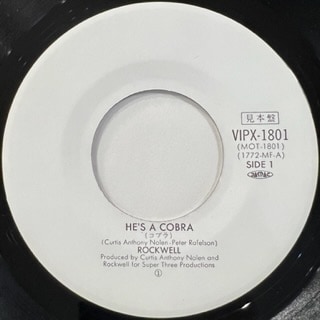 見本盤
VIPX-1801
(MOT-1801)
(1772-MF-A)
SIDE 1
HE'S A COBRA
(コブラ)
(Curtis Anthony Nolen-Peter Rafelson)
ROCKWELL
Produced by Curtis Anthony Nolen and
Rockwell for Super Three Productions
①